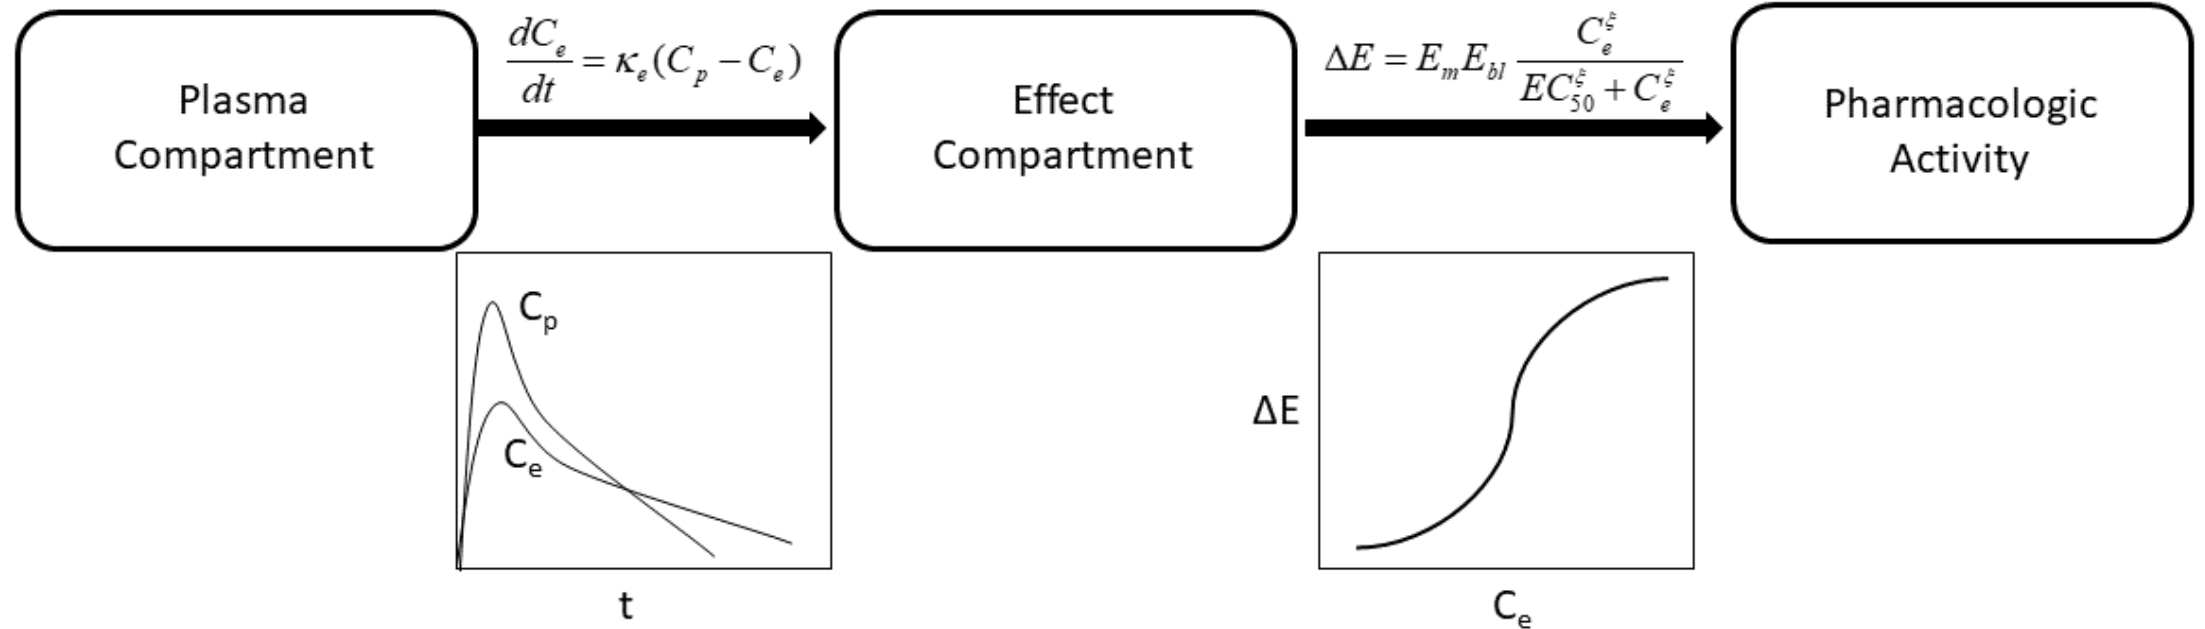 Plasma
Compartment
dC_e/dt = κ_e(C_p − C_e)
Effect
Compartment
ΔE = E_m E_bl C_e^ξ / (EC_50^ξ + C_e^ξ)
Pharmacologic
Activity
C_p
C_e
t
ΔE
C_e